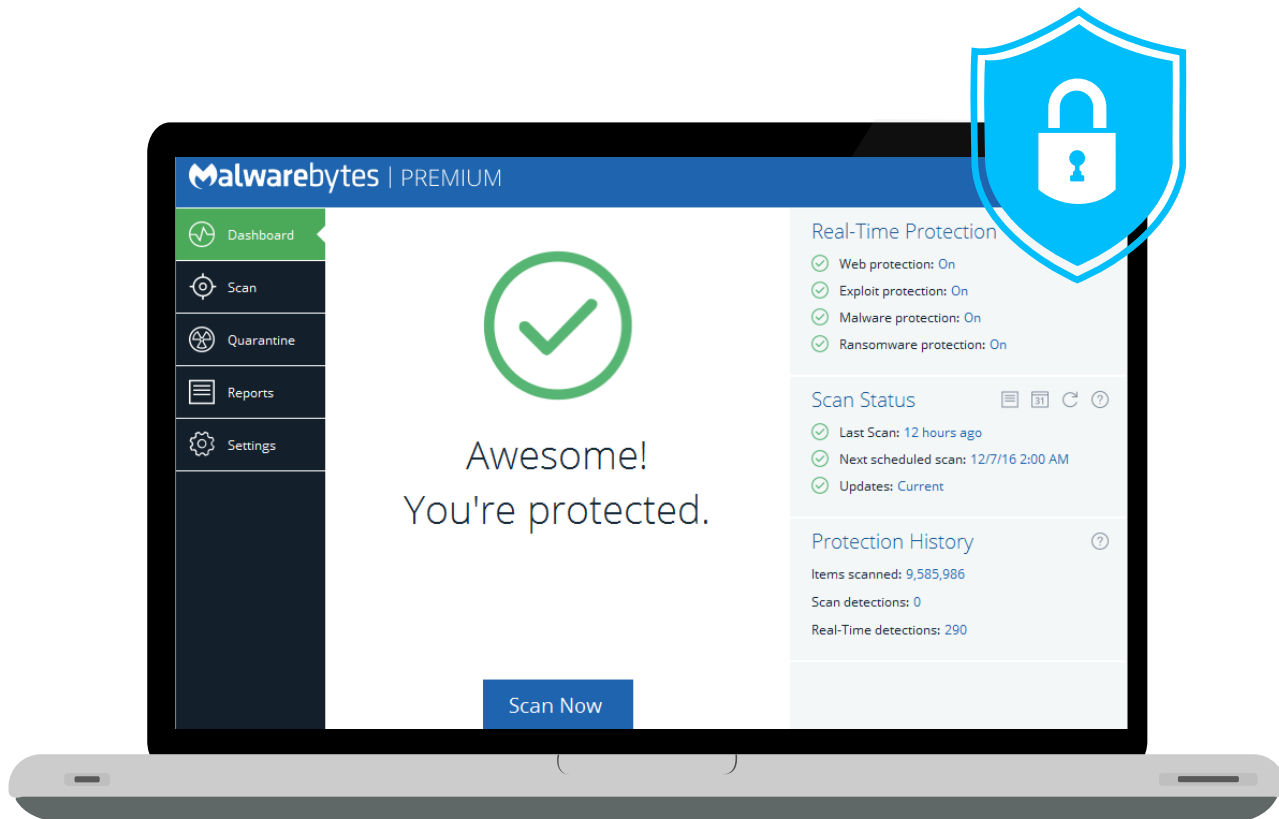 Malwarebytes | PREMIUM
Dashboard
Scan
Quarantine
Reports
Settings
Awesome!
You're protected.
Scan Now
Real-Time Protection
Web protection: On
Exploit protection: On
Malware protection: On
Ransomware protection: On
Scan Status
31
?
Last Scan: 12 hours ago
Next scheduled scan: 12/7/16 2:00 AM
Updates: Current
Protection History
?
Items scanned: 9,585,986
Scan detections: 0
Real-Time detections: 290